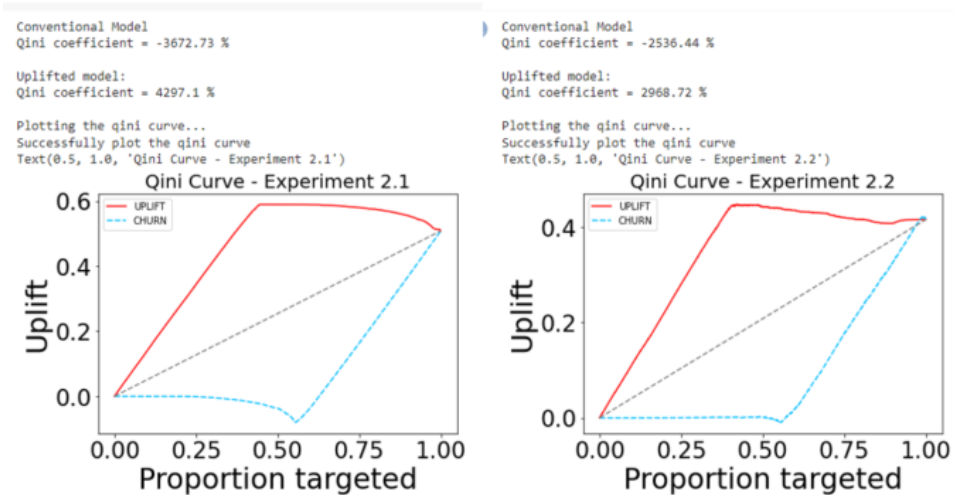 Conventional Model
Qini coefficient = -3672.73 %
Uplifted model:
Qini coefficient = 4297.1 %
Plotting the qini curve...
Successfully plot the qini curve
Text(0.5, 1.0, 'Qini Curve - Experiment 2.1')
Qini Curve - Experiment 2.1
UPLIFT
CHURN
0.6
0.4
0.2
0.0
Uplift
0.00 0.25 0.50 0.75 1.00
Proportion targeted
Conventional Model
Qini coefficient = -2536.44 %
Uplifted model:
Qini coefficient = 2968.72 %
Plotting the qini curve...
Successfully plot the qini curve
Text(0.5, 1.0, 'Qini Curve - Experiment 2.2')
Qini Curve - Experiment 2.2
UPLIFT
CHURN
0.4
0.2
0.0
Uplift
0.00 0.25 0.50 0.75 1.00
Proportion targeted